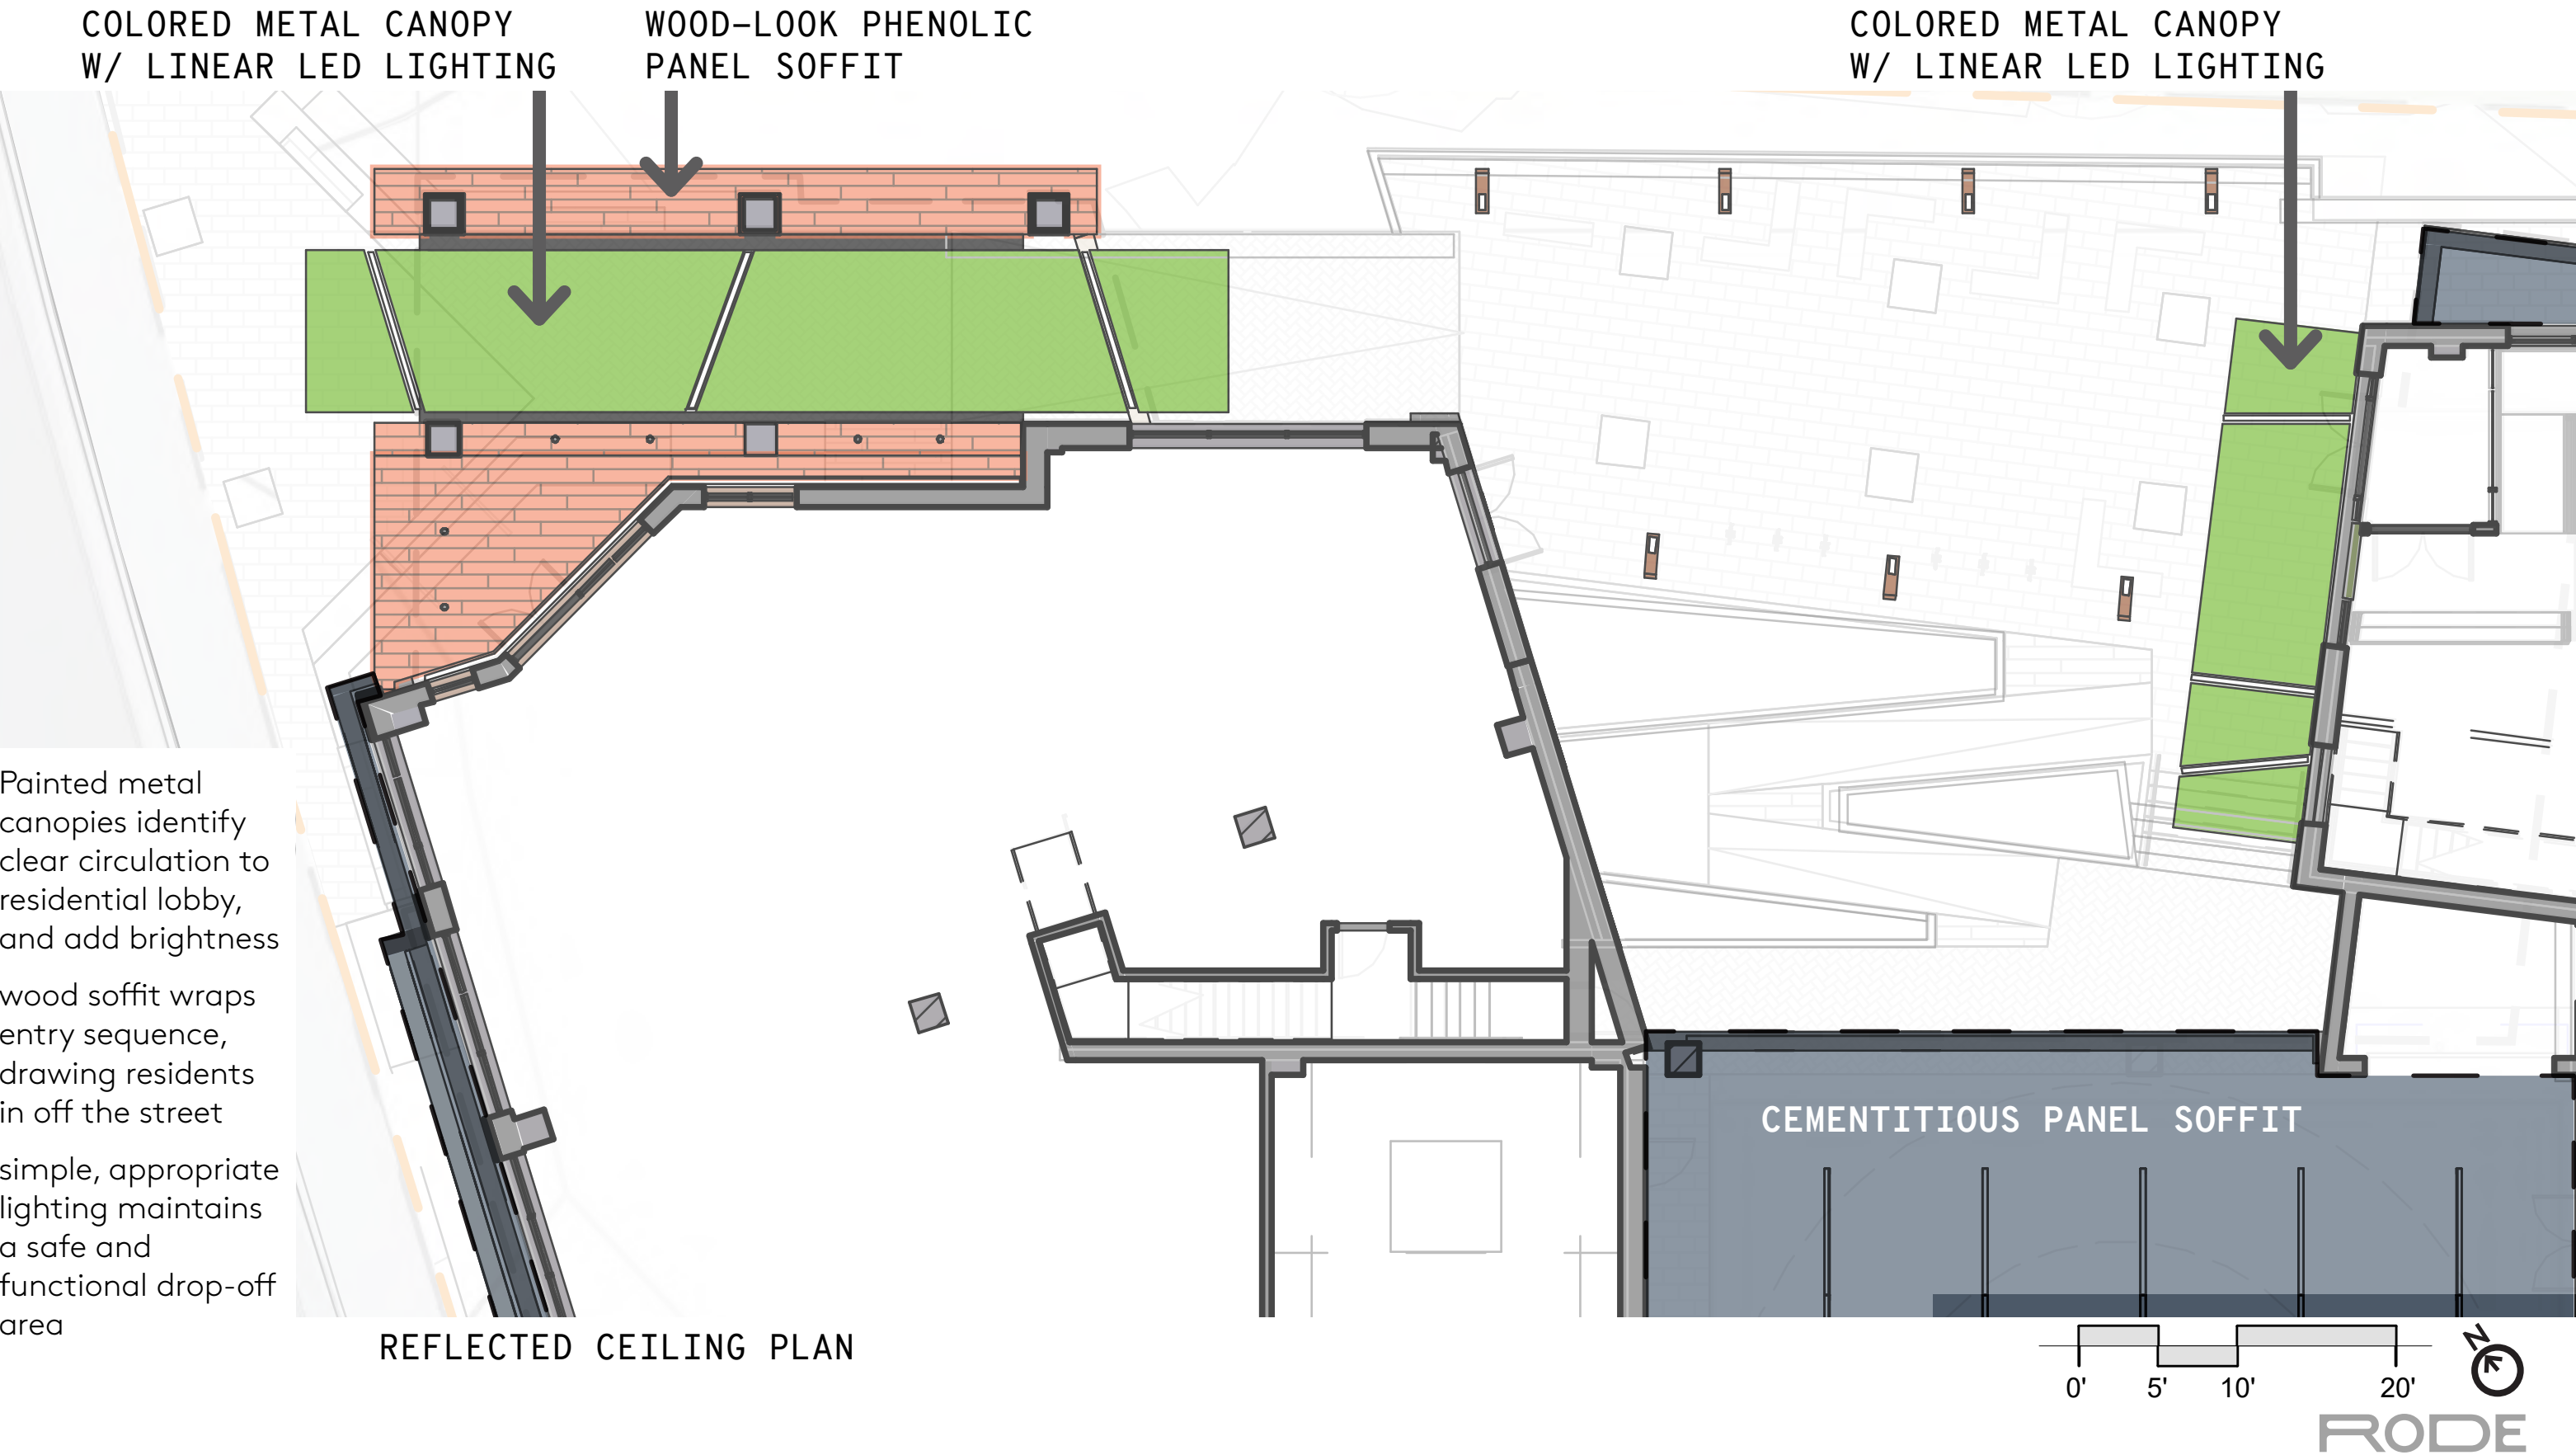 COLORED METAL CANOPY
W/ LINEAR LED LIGHTING
WOOD-LOOK PHENOLIC
PANEL SOFFIT
COLORED METAL CANOPY
W/ LINEAR LED LIGHTING
Painted metal
canopies identify
clear circulation to
residential lobby,
and add brightness
wood soffit wraps
entry sequence,
drawing residents
in off the street
simple, appropriate
lighting maintains
a safe and
functional drop-off
area
CEMENTITIOUS PANEL SOFFIT
REFLECTED CEILING PLAN
0' 5' 10' 20'
N
RODE